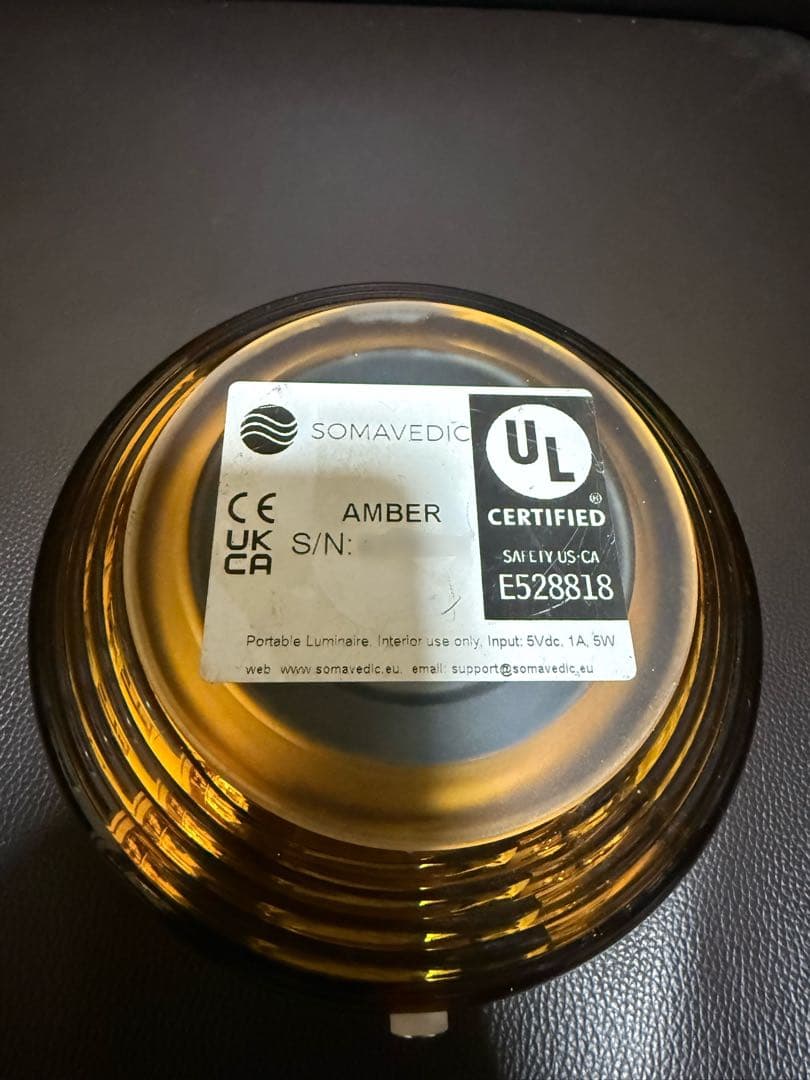 SOMAVEDIC
UL
®
CERTIFIED
SAFETY US·CA
E528818
CE
UK
CA
AMBER
S/N:
Portable Luminaire. Interior use only, Input: 5Vdc, 1A, 5W
web www.somavedic.eu. email: support@somavedic.eu